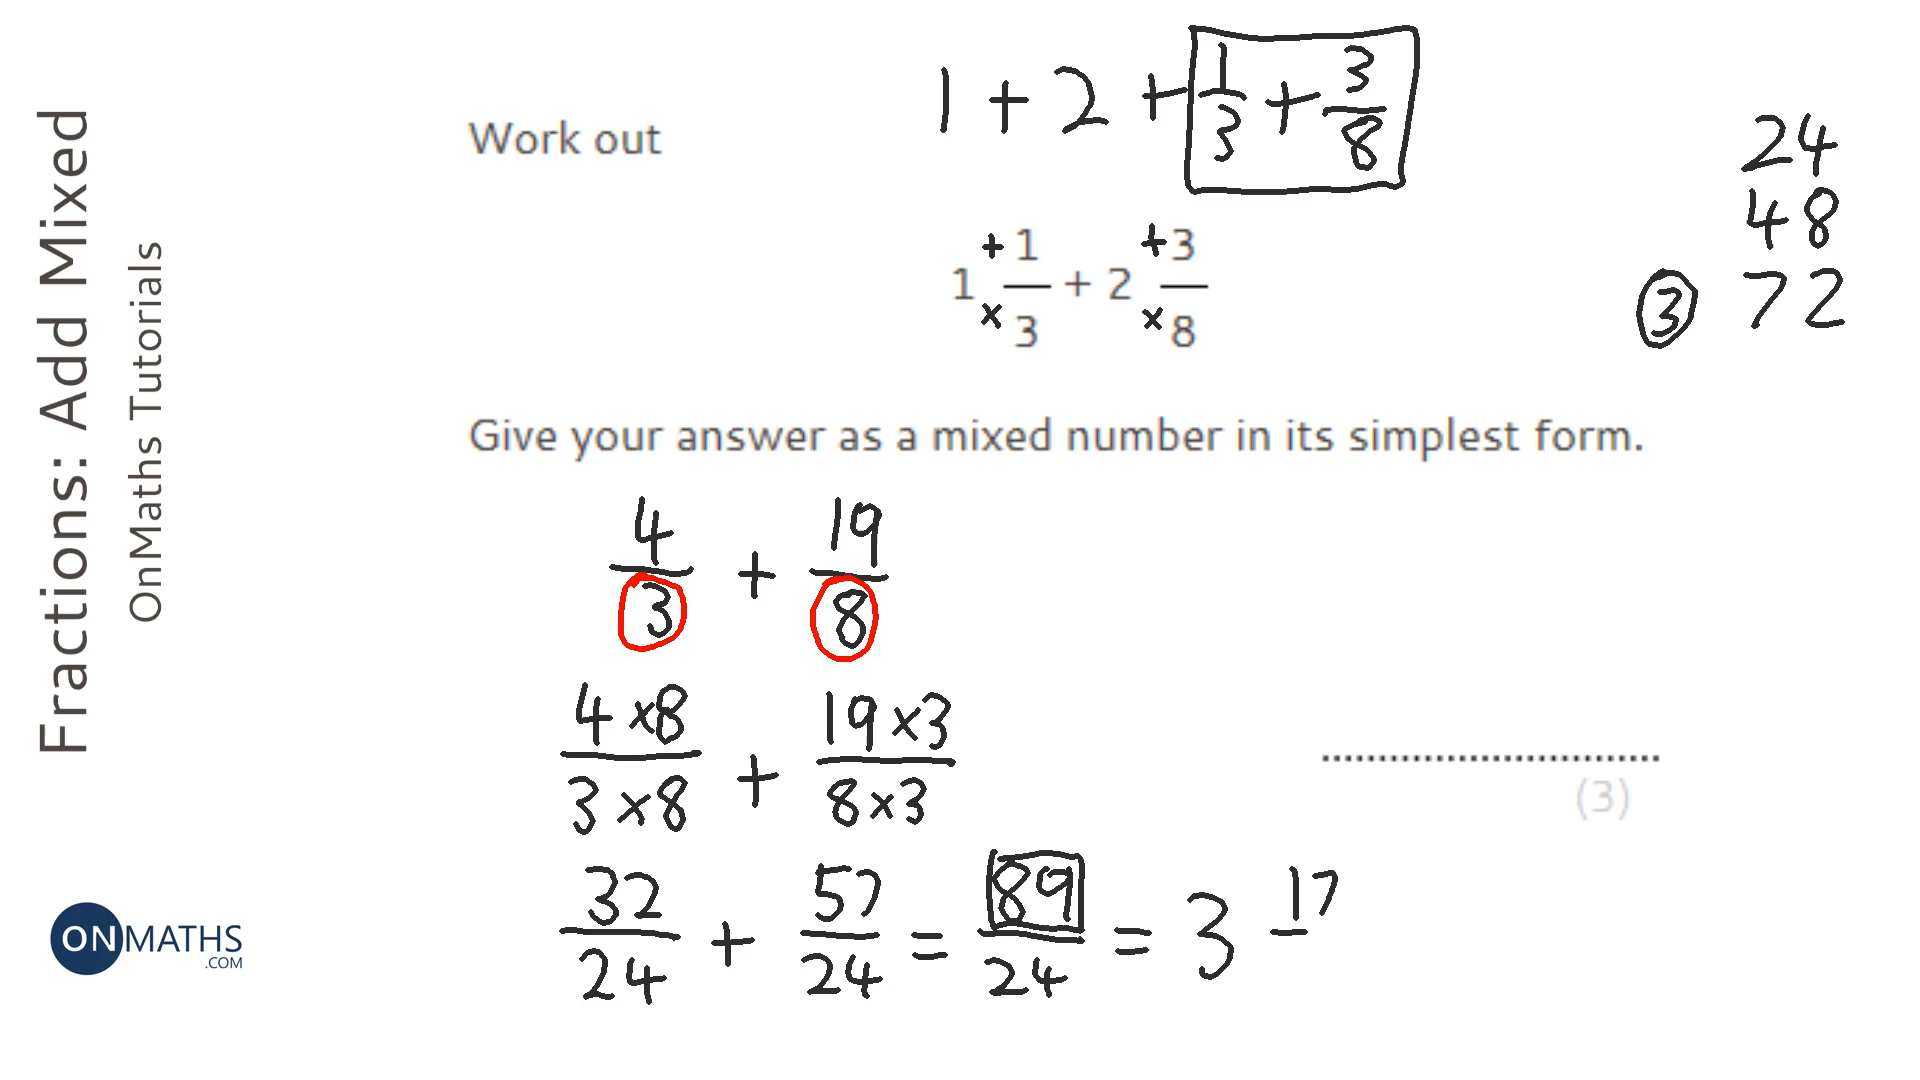 Fractions: Add Mixed
OnMaths Tutorials
Work out
1 + 2 + 1/3 + 3/8
1 + 1/× 3 + 2 + 3/× 8
24
48
③ 72
Give your answer as a mixed number in its simplest form.
4/3 + 19/8
4×8/3×8 + 19×3/8×3
(3)
32/24 + 57/24 = 89/24 = 3 17/
ONMATHS
.COM